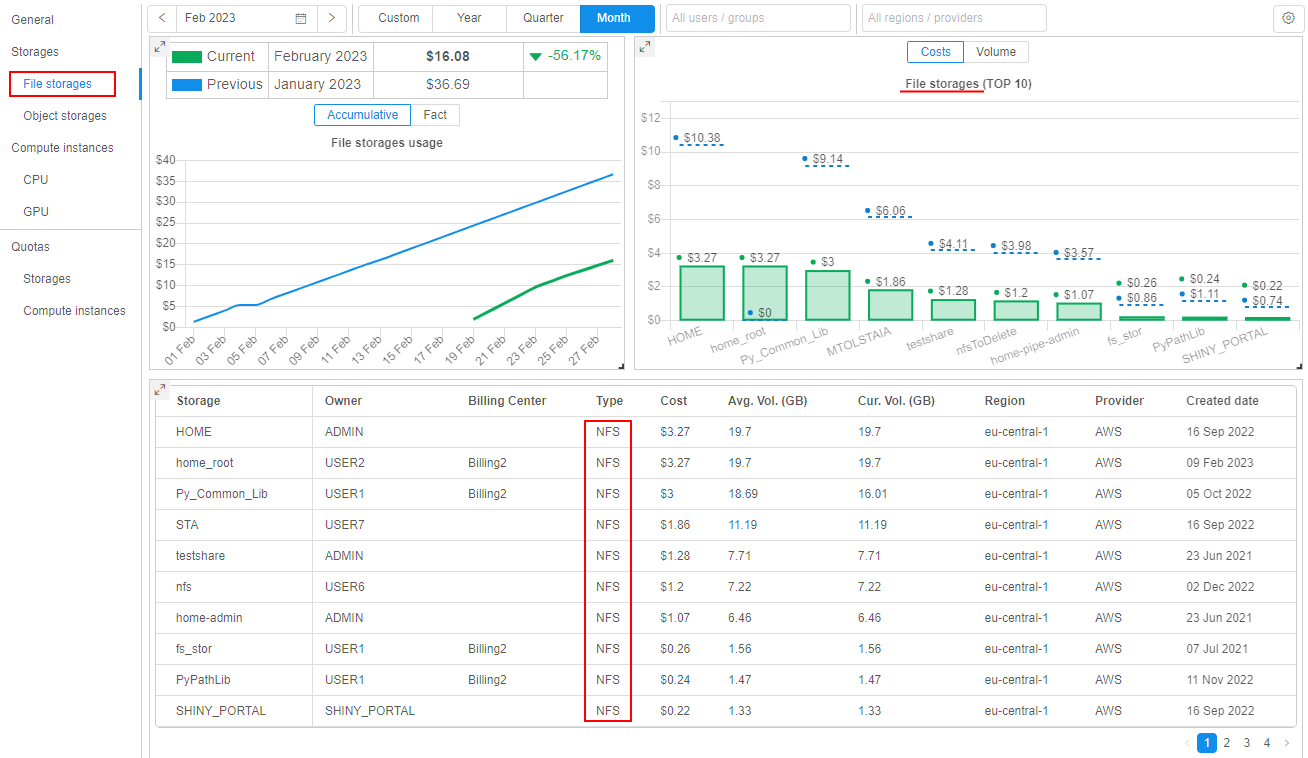 General
Storages
File storages
Object storages
Compute instances
CPU
GPU
Quotas
Storages
Compute instances
Feb 2023
Custom Year Quarter Month
All users / groups
All regions / providers
Current February 2023 $16.08 -56.17%
Previous January 2023 $36.69
Accumulative Fact
File storages usage
$40
$35
$30
$25
$20
$15
$10
$5
$0
01 Feb 03 Feb 05 Feb 07 Feb 09 Feb 11 Feb 13 Feb 15 Feb 17 Feb 19 Feb 21 Feb 23 Feb 25 Feb 27 Feb
Costs Volume
File storages (TOP 10)
$12
$10
$8
$6
$4
$2
$0
$10.38
$9.14
$6.06
$4.11 $3.98 $3.57
$3.27 $3.27 $3 $1.86 $1.28 $1.2 $1.07 $0.26 $0.24 $0.22
$0 $0.86 $1.11 $0.74
HOME home_root Py_Common_Lib MTOLSTAIA testshare nfsToDelete home-pipe-admin fs_stor PyPathLib SHINY_PORTAL
Storage Owner Billing Center Type Cost Avg. Vol. (GB) Cur. Vol. (GB) Region Provider Created date
HOME ADMIN NFS $3.27 19.7 19.7 eu-central-1 AWS 16 Sep 2022
home_root USER2 Billing2 NFS $3.27 19.7 19.7 eu-central-1 AWS 09 Feb 2023
Py_Common_Lib USER1 Billing2 NFS $3 18.69 16.01 eu-central-1 AWS 05 Oct 2022
STA USER7 NFS $1.86 11.19 11.19 eu-central-1 AWS 16 Sep 2022
testshare ADMIN NFS $1.28 7.71 7.71 eu-central-1 AWS 23 Jun 2021
nfs USER6 NFS $1.2 7.22 7.22 eu-central-1 AWS 02 Dec 2022
home-admin ADMIN NFS $1.07 6.46 6.46 eu-central-1 AWS 23 Jun 2021
fs_stor USER1 Billing2 NFS $0.26 1.56 1.56 eu-central-1 AWS 07 Jul 2021
PyPathLib USER1 Billing2 NFS $0.24 1.47 1.47 eu-central-1 AWS 11 Nov 2022
SHINY_PORTAL SHINY_PORTAL NFS $0.22 1.33 1.33 eu-central-1 AWS 16 Sep 2022
1 2 3 4